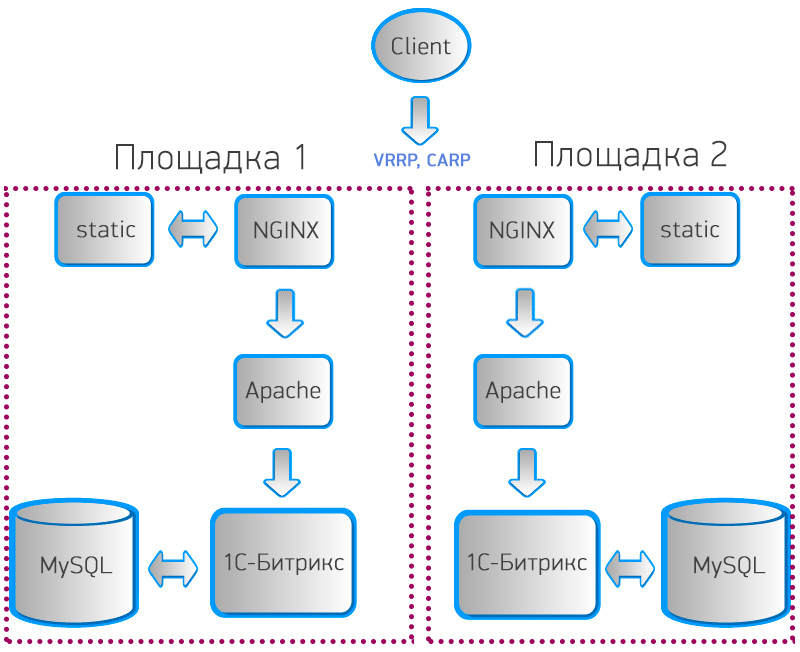 Client
VRRP, CARP
Площадка 1
Площадка 2
static
NGINX
NGINX
static
Apache
Apache
MySQL
1С-Битрикс
1С-Битрикс
MySQL